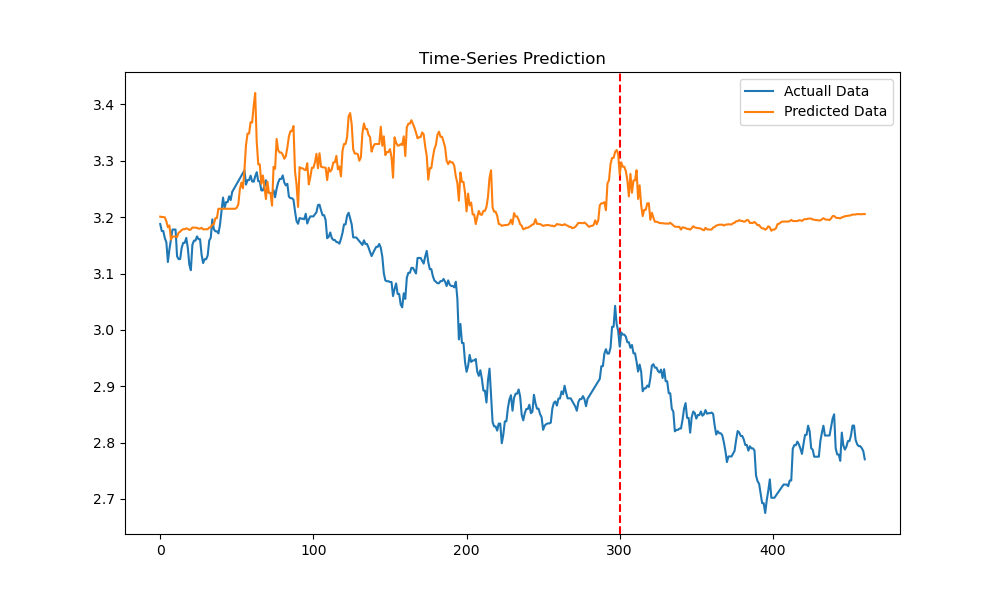 Time-Series Prediction
Actuall Data
Predicted Data
3.4
3.3
3.2
3.1
3.0
2.9
2.8
2.7
0 100 200 300 400